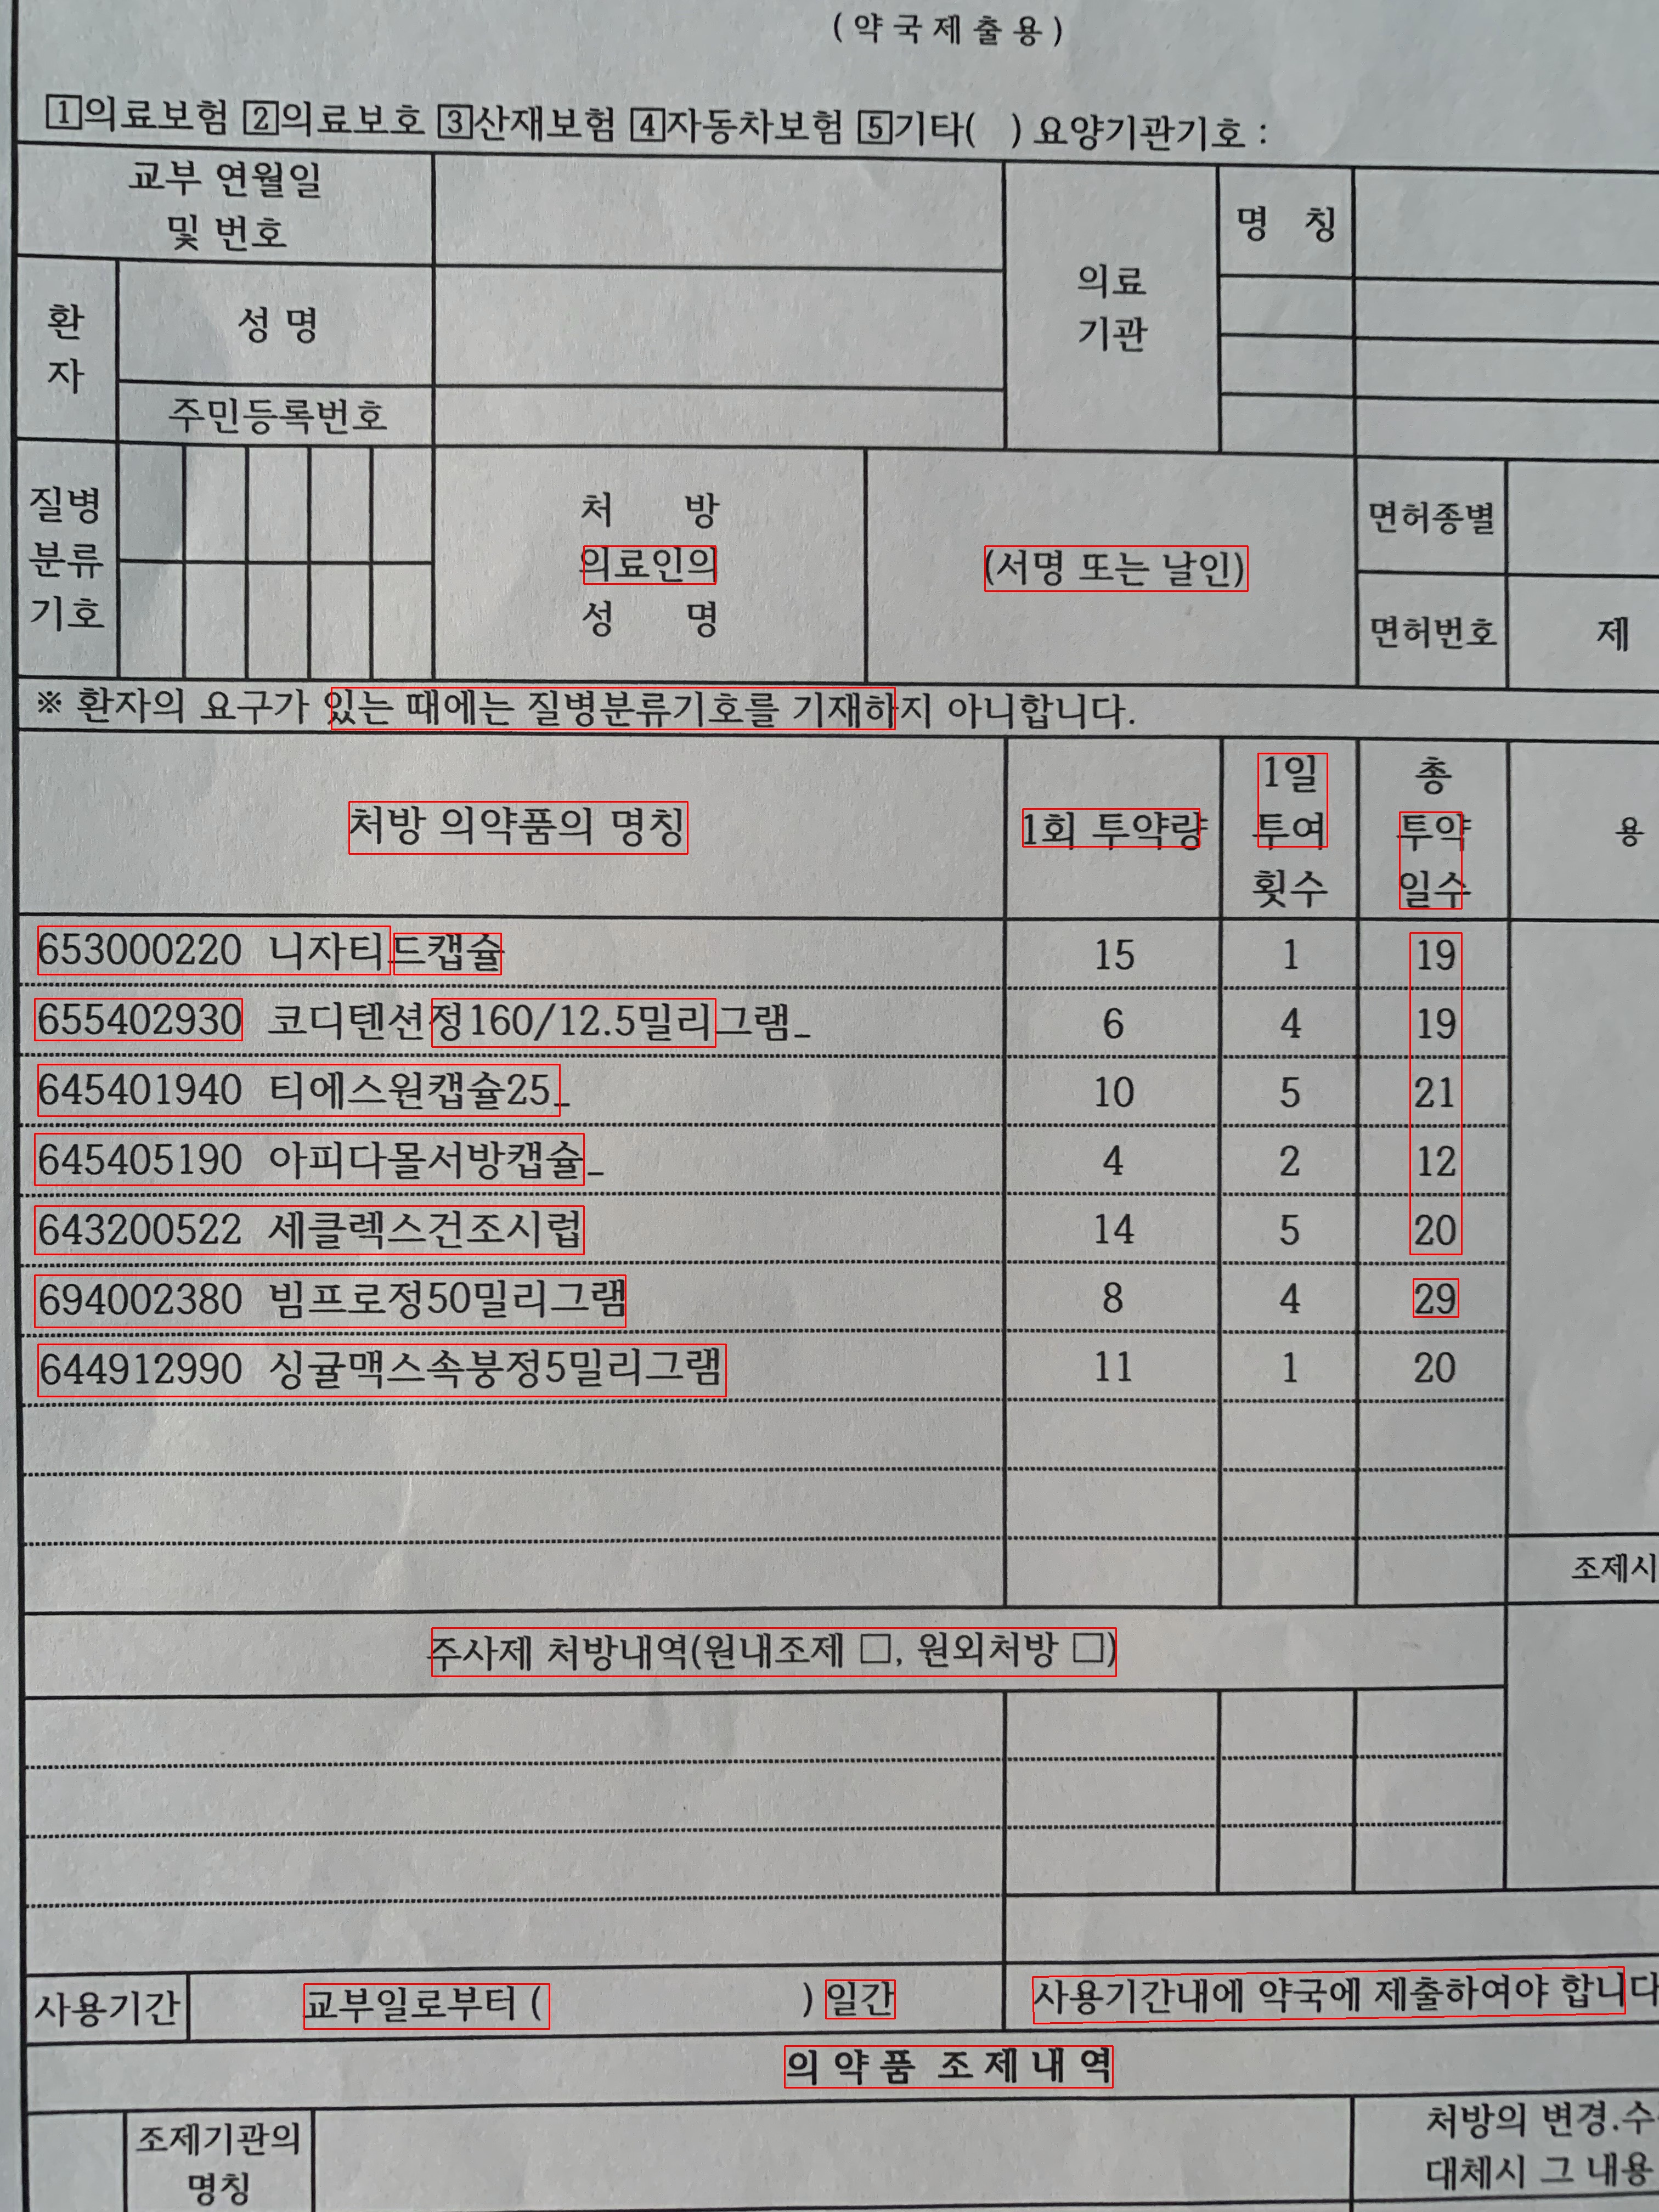 (약국제출용)
1의료보험 2의료보호 3산재보험 4자동차보험 5기타(   ) 요양기관기호 :
교부 연월일
및 번호
의료
기관
명 칭
환
자
성 명
주민등록번호
질병
분류
기호
처 방
의료인의
성 명
(서명 또는 날인)
면허종별
면허번호 제
※ 환자의 요구가 있는 때에는 질병분류기호를 기재하지 아니합니다.
처방 의약품의 명칭
1회 투약량
1일
투여
횟수
총
투약
일수
용
653000220 니자티드캡슐 15 1 19
655402930 코디텐션정160/12.5밀리그램_ 6 4 19
645401940 티에스원캡슐25_ 10 5 21
645405190 아피다몰서방캡슐_ 4 2 12
643200522 세클렉스건조시럽 14 5 20
694002380 빔프로정50밀리그램 8 4 29
644912990 싱귤맥스속붕정5밀리그램 11 1 20
조제시
주사제 처방내역(원내조제 □, 원외처방 □)
사용기간 교부일로부터 (   ) 일간 사용기간내에 약국에 제출하여야 합니다
의 약 품 조 제 내 역
조제기관의
명칭
처방의 변경.수
대체시 그 내용